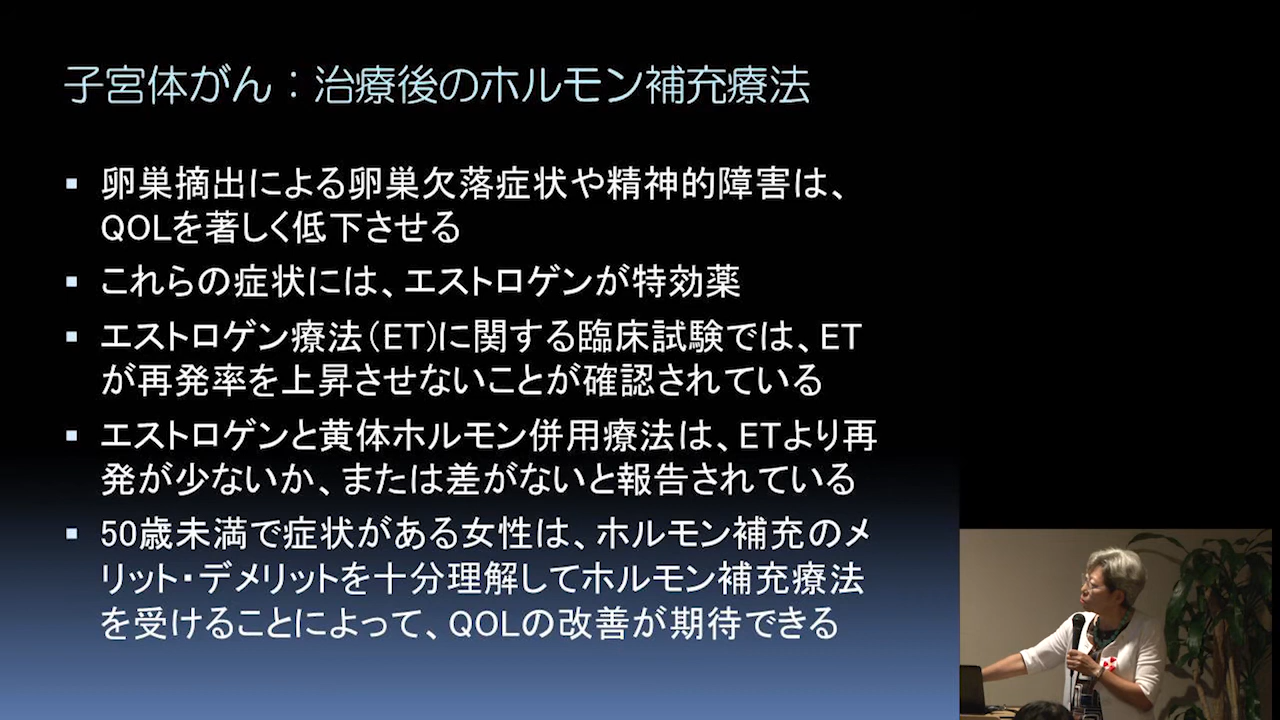 子宮体がん：治療後のホルモン補充療法
▪ 卵巣摘出による卵巣欠落症状や精神的障害は、
QOLを著しく低下させる
▪ これらの症状には、エストロゲンが特効薬
▪ エストロゲン療法（ET)に関する臨床試験では、ET
が再発率を上昇させないことが確認されている
▪ エストロゲンと黄体ホルモン併用療法は、ETより再
発が少ないか、または差がないと報告されている
▪ 50歳未満で症状がある女性は、ホルモン補充のメ
リット・デメリットを十分理解してホルモン補充療法
を受けることによって、QOLの改善が期待できる